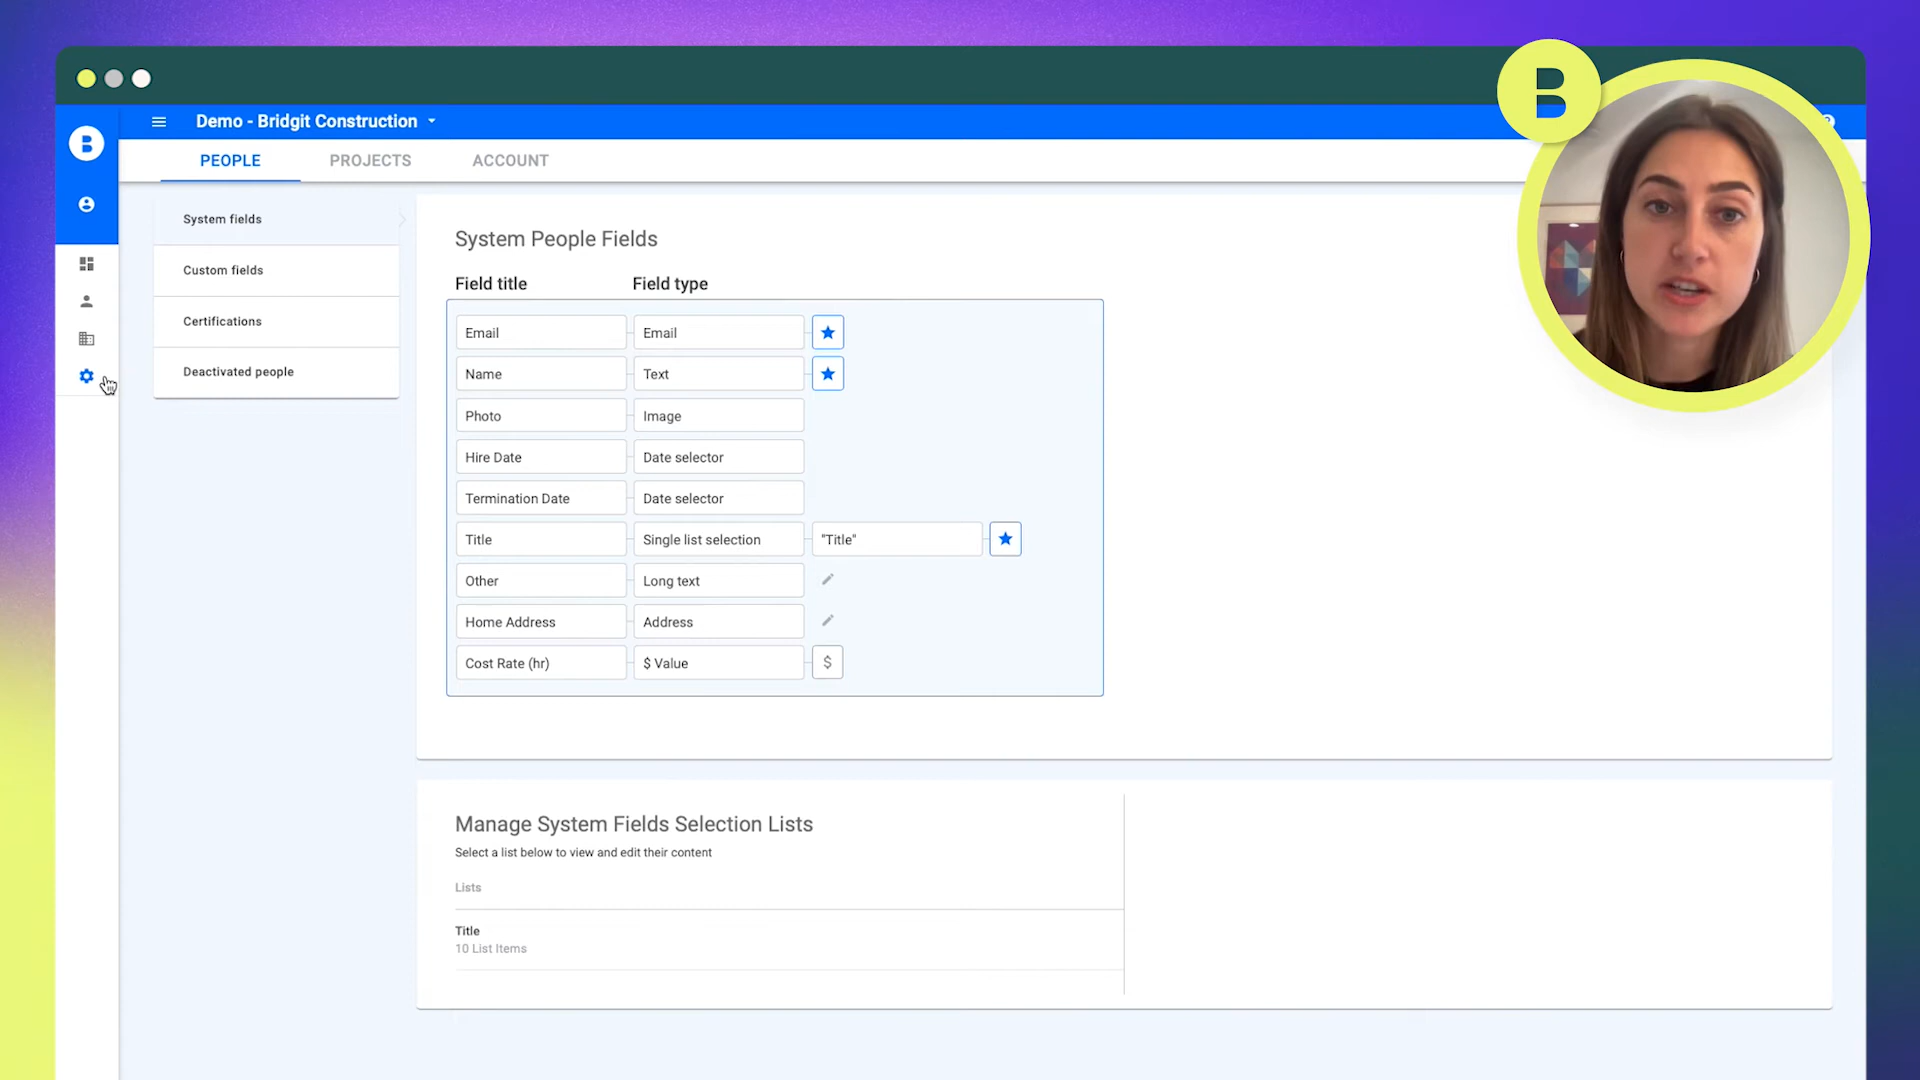 B
Demo - Bridgit Construction
B
PEOPLE PROJECTS ACCOUNT
System fields
Custom fields
Certifications
Deactivated people
System People Fields
Field title Field type
Email Email
Name Text
Photo Image
Hire Date Date selector
Termination Date Date selector
Title Single list selection "Title"
Other Long text
Home Address Address
Cost Rate (hr) $ Value $
Manage System Fields Selection Lists
Select a list below to view and edit their content
Lists
Title
10 List Items